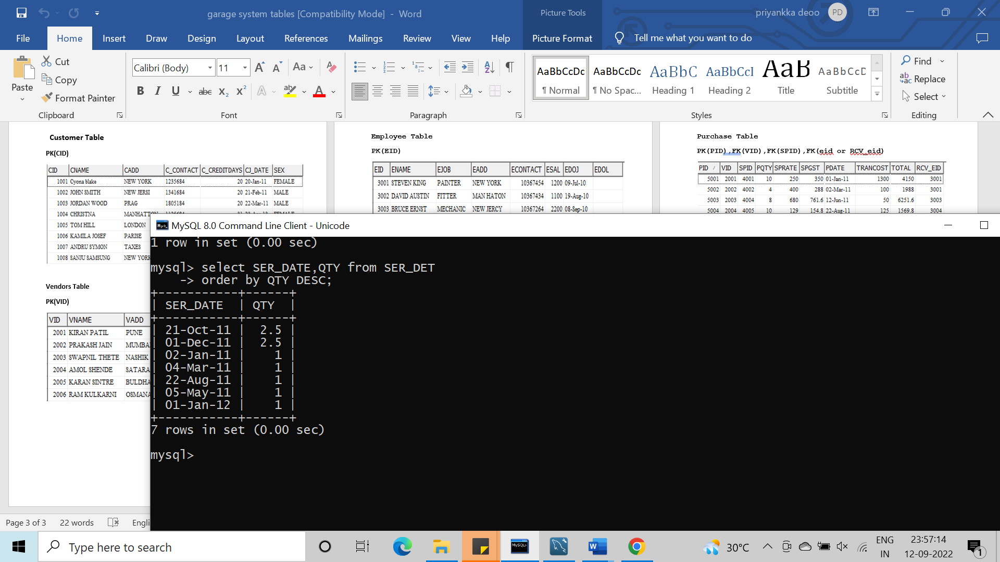 garage system tables [Compatibility Mode] - Word
Picture Tools
priyankka deoo
PD
File Home Insert Draw Design Layout References Mailings Review View Help Picture Format Tell me what you want to do
Paste
Cut
Copy
Format Painter
Clipboard
Calibri (Body) 11
Font
Paragraph
AaBbCcDc AaBbCcDc AaBbC AaBbCcI AaB AaBbCcD
¶ Normal ¶ No Spac... Heading 1 Heading 2 Title Subtitle
Styles
Find
Replace
Select
Editing
Customer Table
PK(CID)
CID CNAME CADD C_CONTACT C_CREDITDAYS CJ_DATE SEX
1001 Cyona blake NEW YORK 1235684 20 20-Jan-11 FEMALE
1002 JOHN SMITH NEW JERSI 1341684 20 21-Feb-11 MALE
1003 JORDAN WOOD PRAG 1805184 20 22-Mar-11 MALE
1004 CHRISTNA MANHATTON
1005 TOM HILL LONDON
1006 KAMILA JOSEF PARISE
1007 ANDRU SYMON TAXES
1008 SANJU SAMSUNG NEW YORK
Vendors Table
PK(VID)
VID VNAME VADD
2001 KIRAN PATIL PUNE
2002 PRAKASH JAIN MUMBA
2003 SWAPNIL THETE NASHIK
2004 AMOL SHENDE SATARA
2005 KARAN SINTRE BULDHA
2006 RAM KULKARNI OSMANA
Employee Table
PK(EID)
EID ENAME EJOB EADD ECONTACT ESAL EDOJ EDOL
3001 STEVEN KING PAINTER NEW YORK 10367454 1200 09-Jul-10
3002 DAVID AUSTIN FITTER MAN HATON 10367434 1100 19-Aug-10
3003 BRUCE ERNST MECHANIC NEW JERCY 10367264 2200 08-Sep-10
Purchase Table
PK(PID),FK(VID),FK(SPID),FK(eid or RCV_eid)
PID VID SPID PQTY SPRATE SPGST PDATE TRANCOST TOTAL RCV_EID
5001 2001 4001 10 250 350 01-Jan-11 1300 4150 3001
5002 2002 4002 4 400 288 02-Mar-11 100 1988 3001
5003 2003 4004 8 680 761.6 12-Jun-11 50 6251.6 3003
5004 2004 4005 10 129 154.8 22-Aug-11 125 1569.8 3004
MySQL 8.0 Command Line Client - Unicode
1 row in set (0.00 sec)
mysql> select SER_DATE,QTY from SER_DET
-> order by QTY DESC;
+-----------+------+
| SER_DATE | QTY |
+-----------+------+
| 21-Oct-11 | 2.5 |
| 01-Dec-11 | 2.5 |
| 02-Jan-11 | 1 |
| 04-Mar-11 | 1 |
| 22-Aug-11 | 1 |
| 05-May-11 | 1 |
| 01-Jan-12 | 1 |
+-----------+------+
7 rows in set (0.00 sec)
mysql>
Page 3 of 3 22 words Engli
Type here to search
30°C
ENG
IN
23:57:14
12-09-2022
1